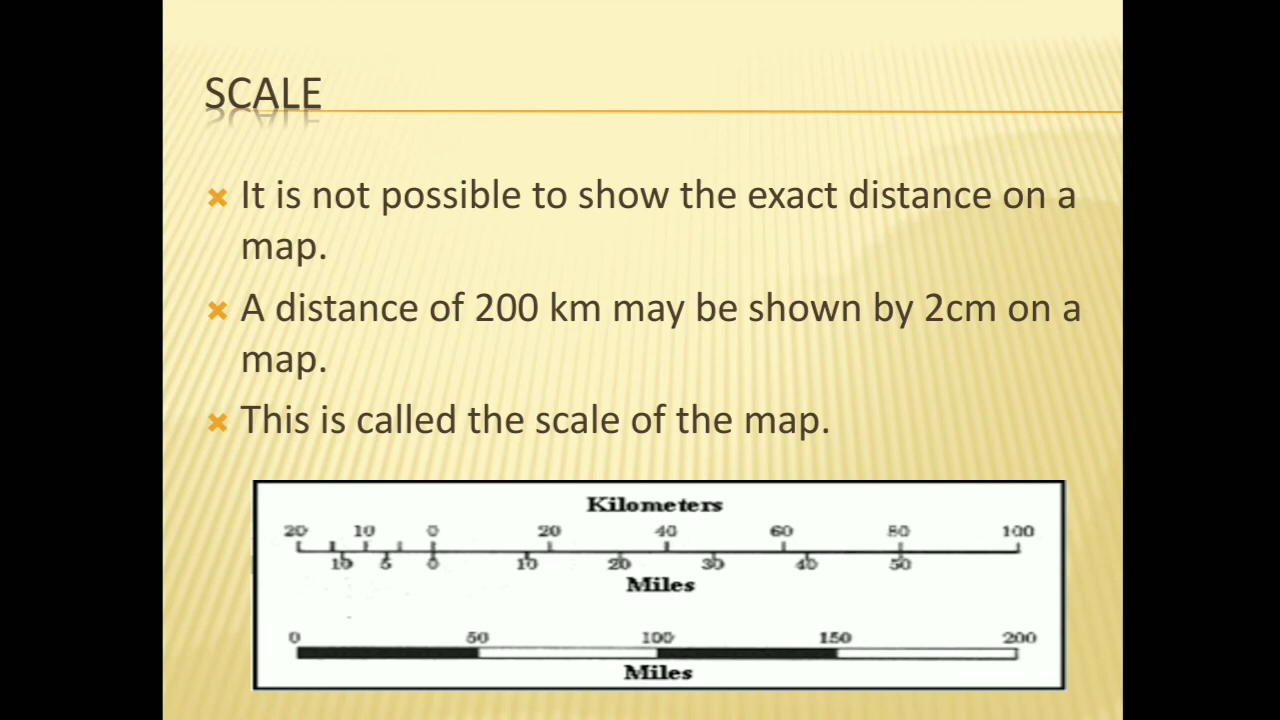 SCALE
It is not possible to show the exact distance on a
map.
A distance of 200 km may be shown by 2cm on a
map.
This is called the scale of the map.
Kilometers
20 10 0 20 40 60 80 100
10 5 0 10 20 30 40 50
Miles
0 50 100 150 200
Miles